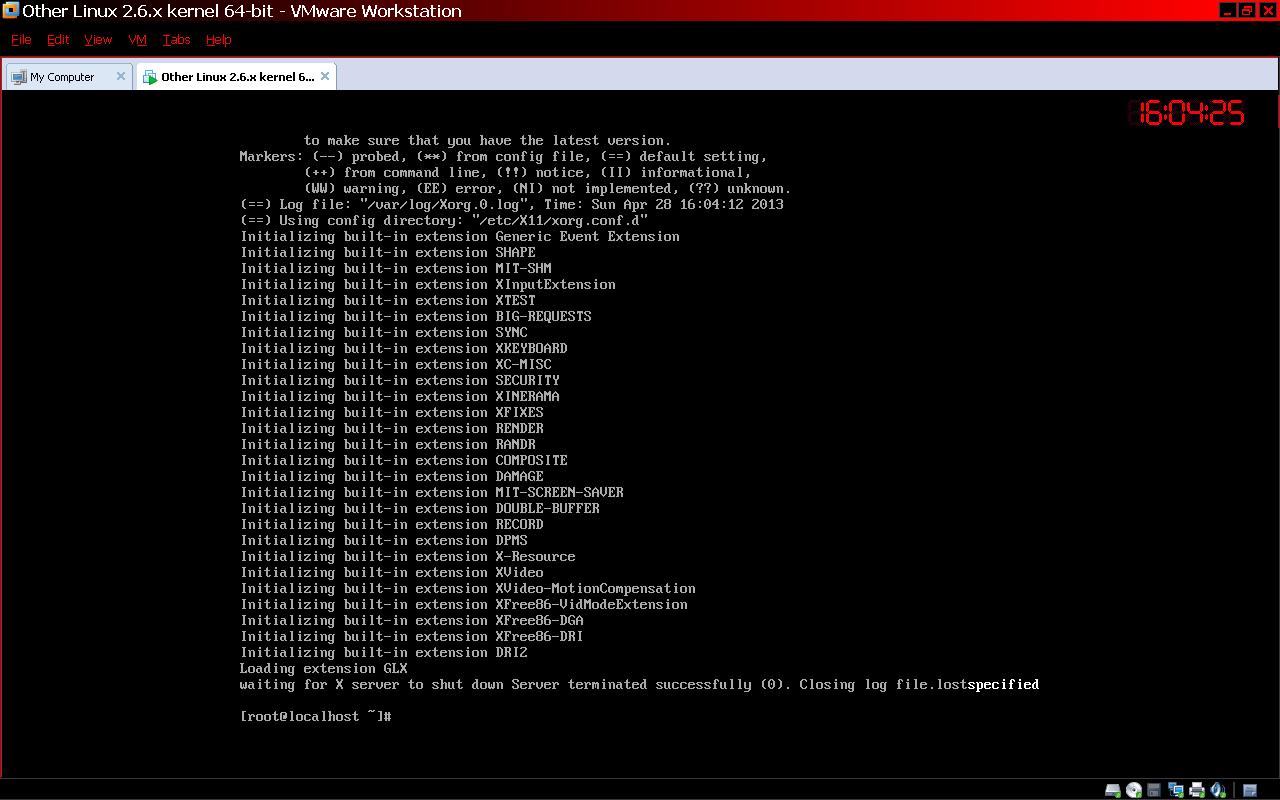 Other Linux 2.6.x kernel 64-bit - VMware Workstation
File Edit View VM Tabs Help
My Computer
Other Linux 2.6.x kernel 6...
16:04:25
to make sure that you have the latest version.
Markers: (--) probed, (**) from config file, (==) default setting,
(++) from command line, (!!) notice, (II) informational,
(WW) warning, (EE) error, (NI) not implemented, (??) unknown.
(==) Log file: "/var/log/Xorg.0.log", Time: Sun Apr 28 16:04:12 2013
(==) Using config directory: "/etc/X11/xorg.conf.d"
Initializing built-in extension Generic Event Extension
Initializing built-in extension SHAPE
Initializing built-in extension MIT-SHM
Initializing built-in extension XInputExtension
Initializing built-in extension XTEST
Initializing built-in extension BIG-REQUESTS
Initializing built-in extension SYNC
Initializing built-in extension XKEYBOARD
Initializing built-in extension XC-MISC
Initializing built-in extension SECURITY
Initializing built-in extension XINERAMA
Initializing built-in extension XFIXES
Initializing built-in extension RENDER
Initializing built-in extension RANDR
Initializing built-in extension COMPOSITE
Initializing built-in extension DAMAGE
Initializing built-in extension MIT-SCREEN-SAVER
Initializing built-in extension DOUBLE-BUFFER
Initializing built-in extension RECORD
Initializing built-in extension DPMS
Initializing built-in extension X-Resource
Initializing built-in extension XVideo
Initializing built-in extension XVideo-MotionCompensation
Initializing built-in extension XFree86-VidModeExtension
Initializing built-in extension XFree86-DGA
Initializing built-in extension XFree86-DRI
Initializing built-in extension DRI2
Loading extension GLX
waiting for X server to shut down Server terminated successfully (0). Closing log file.lostspecified
[root@localhost ~]#